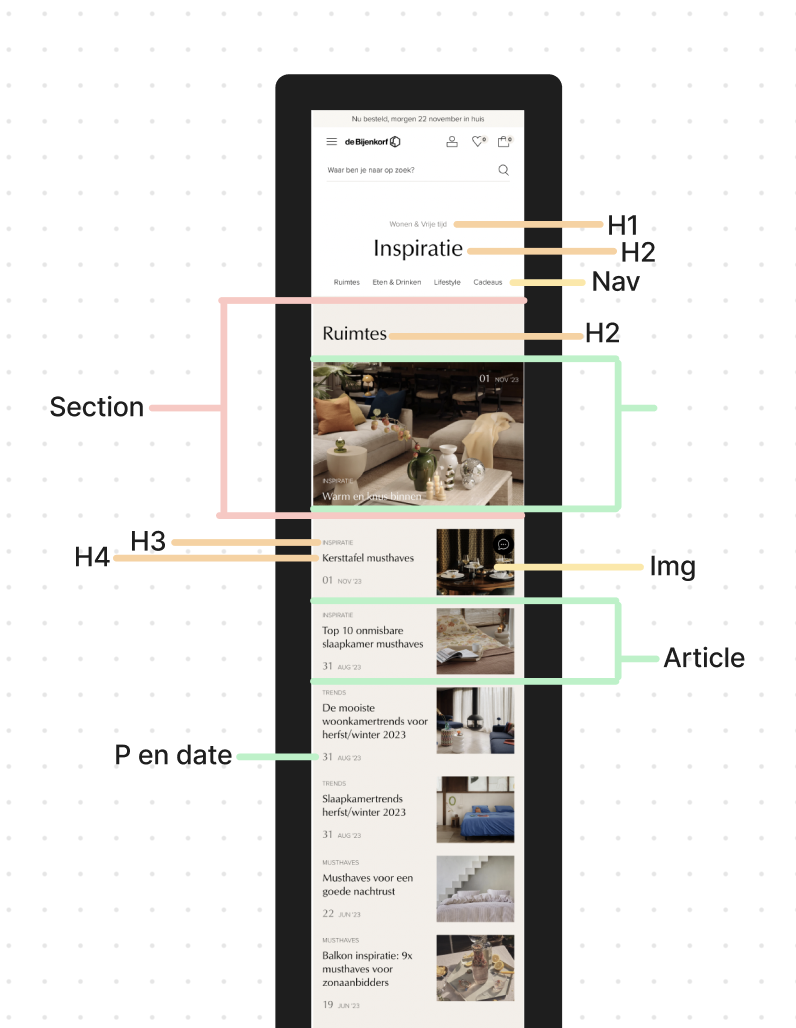 Nu besteld, morgen 22 november in huis
de Bijenkorf
0
0
Waar ben je naar op zoek?
Wonen & Vrije tijd
H1
Inspiratie
H2
Ruimtes Eten & Drinken Lifestyle Cadeaus
Nav
Ruimtes
H2
01 NOV '23
Section
INSPIRATIE
Warm en knus binnen
INSPIRATIE
H3
Kersttafel musthaves
H4
Img
01 NOV '23
INSPIRATIE
Top 10 onmisbare
slaapkamer musthaves
Article
31 AUG '23
TRENDS
De mooiste
woonkamertrends voor
herfst/winter 2023
P en date
31 AUG '23
TRENDS
Slaapkamertrends
herfst/winter 2023
31 AUG '23
MUSTHAVES
Musthaves voor een
goede nachtrust
22 JUN '23
MUSTHAVES
Balkon inspiratie: 9x
musthaves voor
zonaanbidders
19 JUN '23